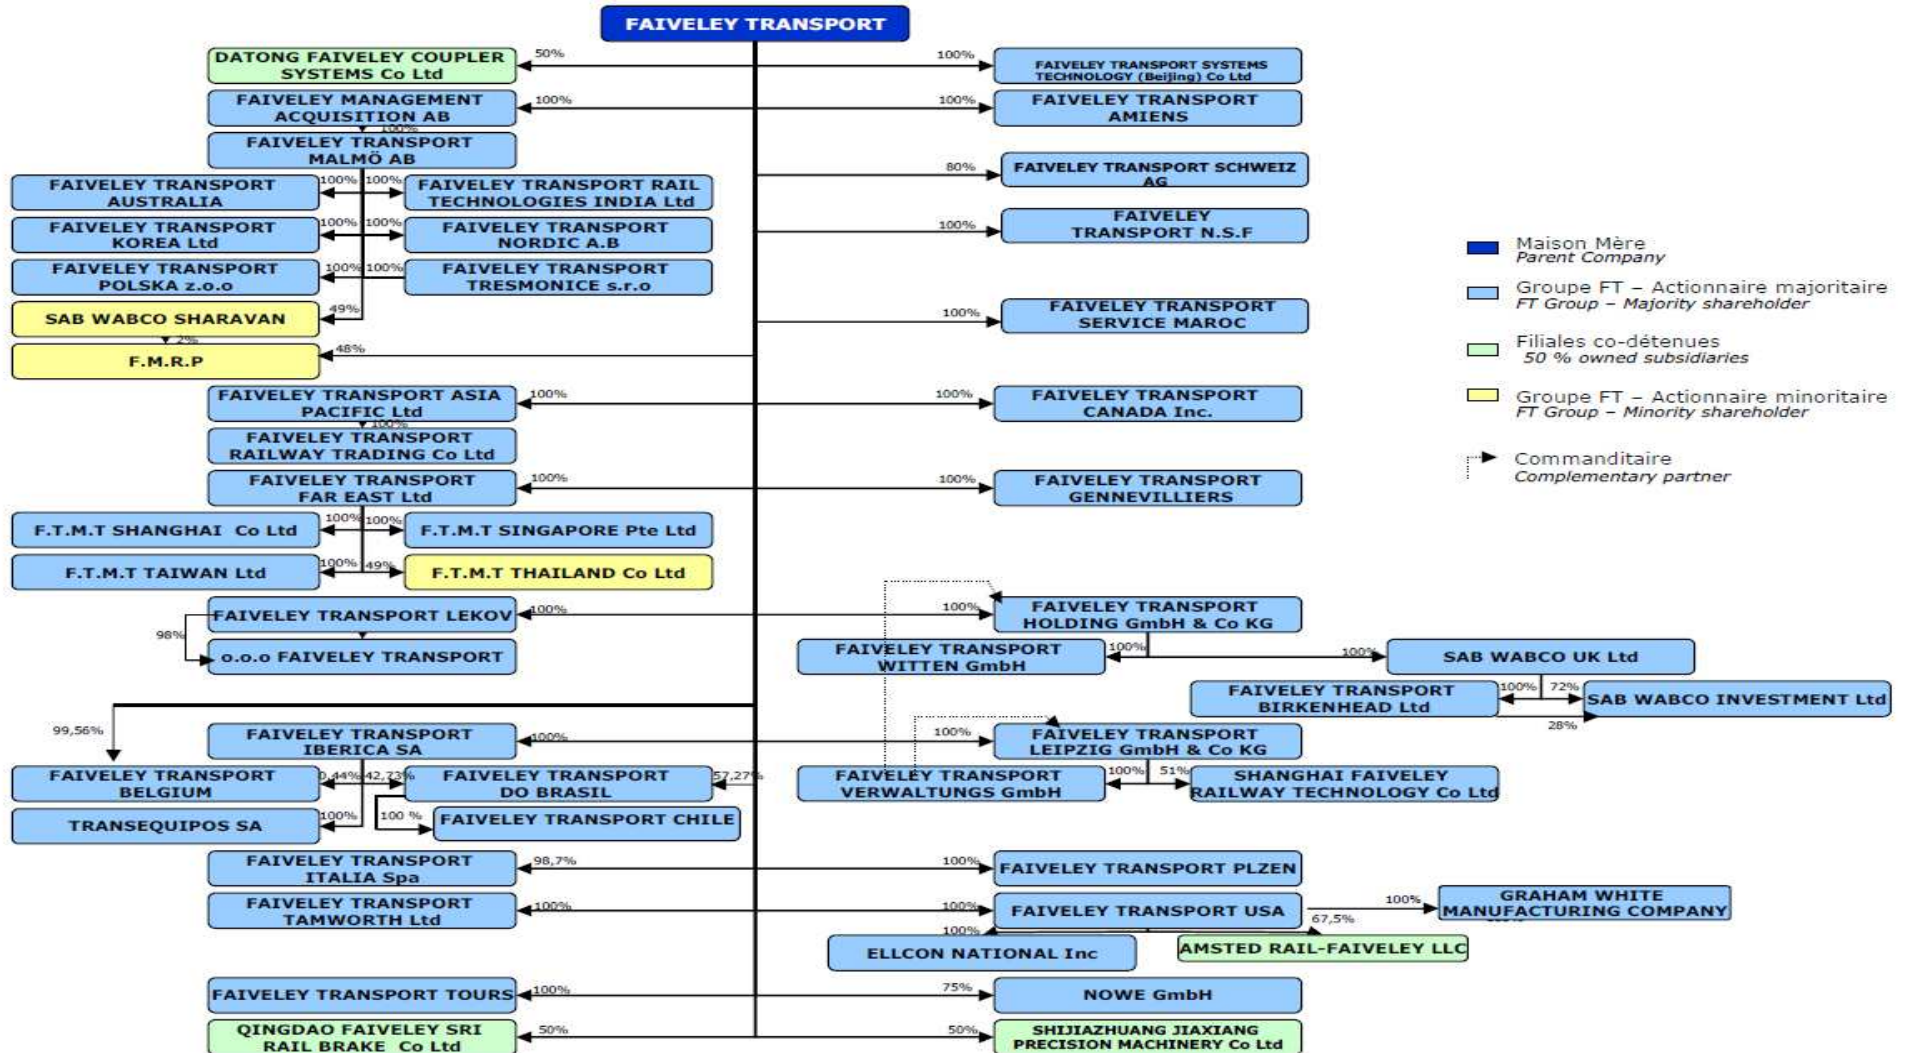 FAIVELEY TRANSPORT
DATONG FAIVELEY COUPLER
SYSTEMS Co Ltd
50%
100%
FAIVELEY TRANSPORT SYSTEMS
TECHNOLOGY (Beijing) Co Ltd
FAIVELEY MANAGEMENT
ACQUISITION AB
100%
100%
FAIVELEY TRANSPORT
AMIENS
100%
FAIVELEY TRANSPORT
MALMÖ AB
80%
FAIVELEY TRANSPORT SCHWEIZ
AG
FAIVELEY TRANSPORT
AUSTRALIA
100%
100%
FAIVELEY TRANSPORT RAIL
TECHNOLOGIES INDIA Ltd
FAIVELEY TRANSPORT
KOREA Ltd
100%
100%
FAIVELEY TRANSPORT
NORDIC A.B
100%
FAIVELEY
TRANSPORT N.S.F
FAIVELEY TRANSPORT
POLSKA z.o.o
100%
100%
FAIVELEY TRANSPORT
TRESMONICE s.r.o
SAB WABCO SHARAVAN
49%
100%
FAIVELEY TRANSPORT
SERVICE MAROC
2%
F.M.R.P
48%
Maison Mère
Parent Company
Groupe FT – Actionnaire majoritaire
FT Group – Majority shareholder
Filiales co-détenues
50 % owned subsidiaries
Groupe FT – Actionnaire minoritaire
FT Group – Minority shareholder
Commanditaire
Complementary partner
FAIVELEY TRANSPORT ASIA
PACIFIC Ltd
100%
100%
FAIVELEY TRANSPORT
CANADA Inc.
100%
FAIVELEY TRANSPORT
RAILWAY TRADING Co Ltd
FAIVELEY TRANSPORT
FAR EAST Ltd
100%
100%
FAIVELEY TRANSPORT
GENNEVILLIERS
F.T.M.T SHANGHAI Co Ltd
100%
100%
F.T.M.T SINGAPORE Pte Ltd
F.T.M.T TAIWAN Ltd
100%
49%
F.T.M.T THAILAND Co Ltd
FAIVELEY TRANSPORT LEKOV
100%
100%
FAIVELEY TRANSPORT
HOLDING GmbH & Co KG
98%
o.o.o FAIVELEY TRANSPORT
FAIVELEY TRANSPORT
WITTEN GmbH
100%
100%
SAB WABCO UK Ltd
FAIVELEY TRANSPORT
BIRKENHEAD Ltd
100%
72%
SAB WABCO INVESTMENT Ltd
28%
99,56%
FAIVELEY TRANSPORT
IBERICA SA
100%
100%
FAIVELEY TRANSPORT
LEIPZIG GmbH & Co KG
FAIVELEY TRANSPORT
BELGIUM
0,44%
42,73%
FAIVELEY TRANSPORT
DO BRASIL
57,27%
FAIVELEY TRANSPORT
VERWALTUNGS GmbH
100%
51%
SHANGHAI FAIVELEY
RAILWAY TECHNOLOGY Co Ltd
TRANSEQUIPOS SA
100%
100 %
FAIVELEY TRANSPORT CHILE
FAIVELEY TRANSPORT
ITALIA Spa
98,7%
100%
FAIVELEY TRANSPORT PLZEN
FAIVELEY TRANSPORT
TAMWORTH Ltd
100%
100%
FAIVELEY TRANSPORT USA
100%
GRAHAM WHITE
MANUFACTURING COMPANY
67,5%
100%
ELLCON NATIONAL Inc
AMSTED RAIL-FAIVELEY LLC
FAIVELEY TRANSPORT TOURS
100%
75%
NOWE GmbH
QINGDAO FAIVELEY SRI
RAIL BRAKE Co Ltd
50%
50%
SHIJIAZHUANG JIAXIANG
PRECISION MACHINERY Co Ltd